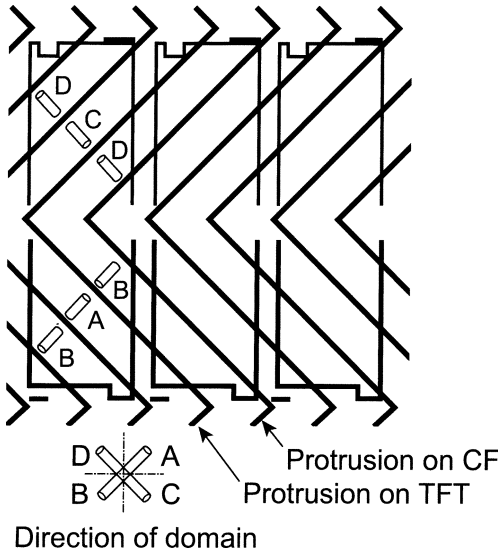 D
C
D
B
A
B
D A
B C
Protrusion on CF
Protrusion on TFT
Direction of domain